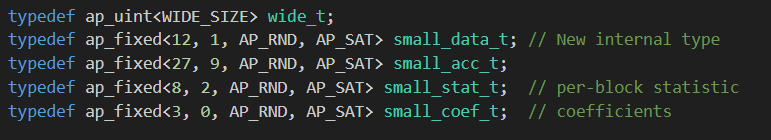 typedef ap_uint<WIDE_SIZE> wide_t;
typedef ap_fixed<12, 1, AP_RND, AP_SAT> small_data_t; // New internal type
typedef ap_fixed<27, 9, AP_RND, AP_SAT> small_acc_t;
typedef ap_fixed<8, 2, AP_RND, AP_SAT> small_stat_t;  // per-block statistic
typedef ap_fixed<3, 0, AP_RND, AP_SAT> small_coef_t;  // coefficients